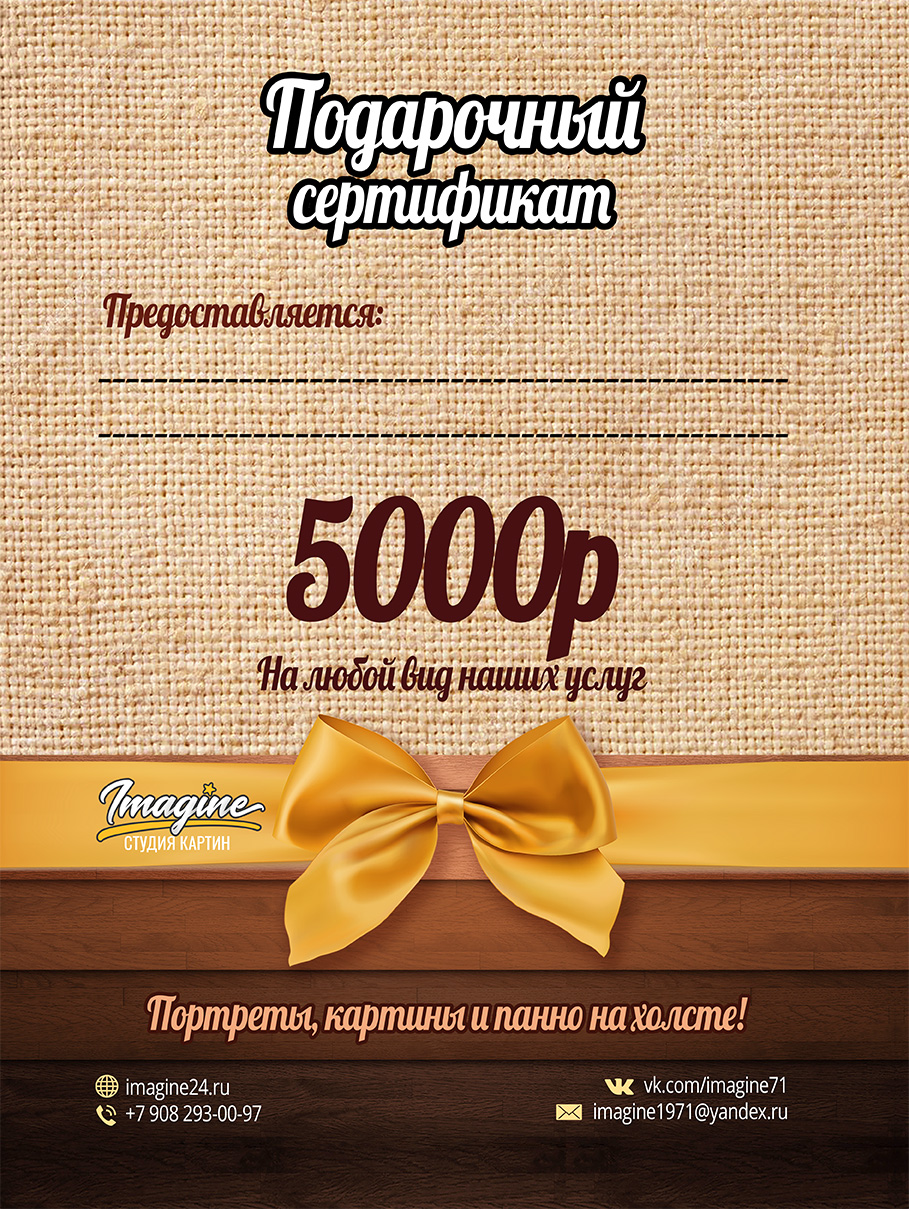 Подарочный
сертификат
Предоставляется:
5000р
На любой вид наших услуг
Imagine
СТУДИЯ КАРТИН
Портреты, картины и панно на холсте!
imagine24.ru
vk.com/imagine71
+7 908 293-00-97
imagine1971@yandex.ru